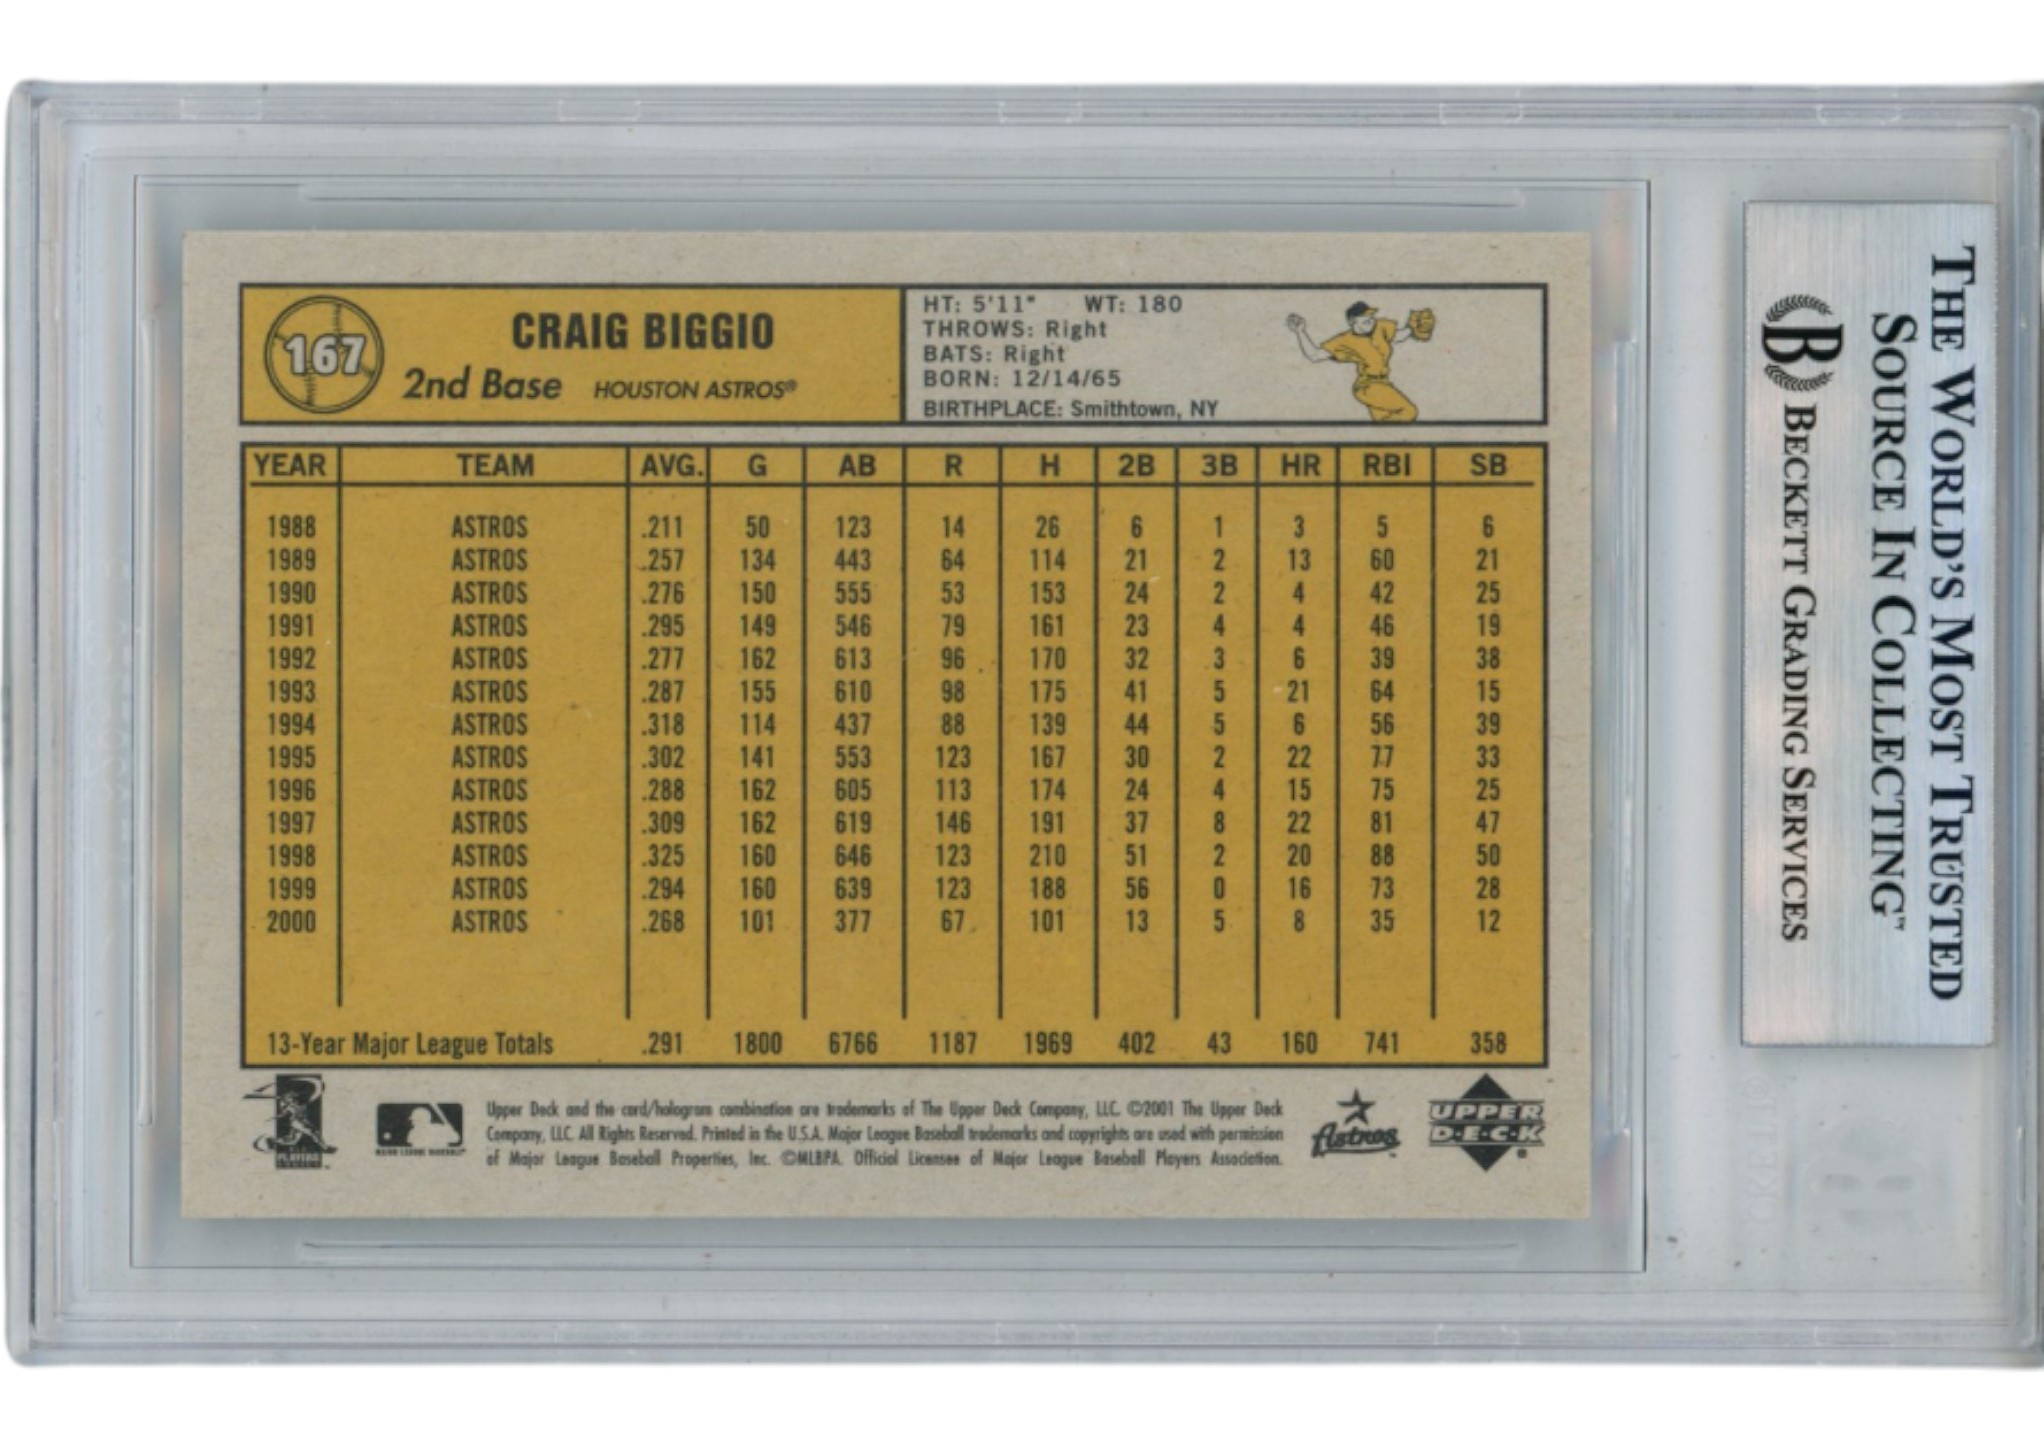 167
CRAIG BIGGIO
2nd Base HOUSTON ASTROS®
HT: 5'11" WT: 180
THROWS: Right
BATS: Right
BORN: 12/14/65
BIRTHPLACE: Smithtown, NY
YEAR TEAM AVG. G AB R H 2B 3B HR RBI SB
1988 ASTROS .211 50 123 14 26 6 1 3 5 6
1989 ASTROS .257 134 443 64 114 21 2 13 60 21
1990 ASTROS .276 150 555 53 153 24 2 4 42 25
1991 ASTROS .295 149 546 79 161 23 4 4 46 19
1992 ASTROS .277 162 613 96 170 32 3 6 39 38
1993 ASTROS .287 155 610 98 175 41 5 21 64 15
1994 ASTROS .318 114 437 88 139 44 5 6 56 39
1995 ASTROS .302 141 553 123 167 30 2 22 77 33
1996 ASTROS .288 162 605 113 174 24 4 15 75 25
1997 ASTROS .309 162 619 146 191 37 8 22 81 47
1998 ASTROS .325 160 646 123 210 51 2 20 88 50
1999 ASTROS .294 160 639 123 188 56 0 16 73 28
2000 ASTROS .268 101 377 67 101 13 5 8 35 12
13-Year Major League Totals .291 1800 6766 1187 1969 402 43 160 741 358
Upper Deck and the card/hologram combination are trademarks of The Upper Deck Company, LLC. ©2001 The Upper Deck
Company, LLC. All Rights Reserved. Printed in the U.S.A. Major League Baseball trademarks and copyrights are used with permission
of Major League Baseball Properties, Inc. ©MLBPA. Official Licensee of Major League Baseball Players Association.
Astros
UPPER
D·E·C·K
THE WORLD'S MOST TRUSTED
SOURCE IN COLLECTING™
B BECKETT GRADING SERVICES